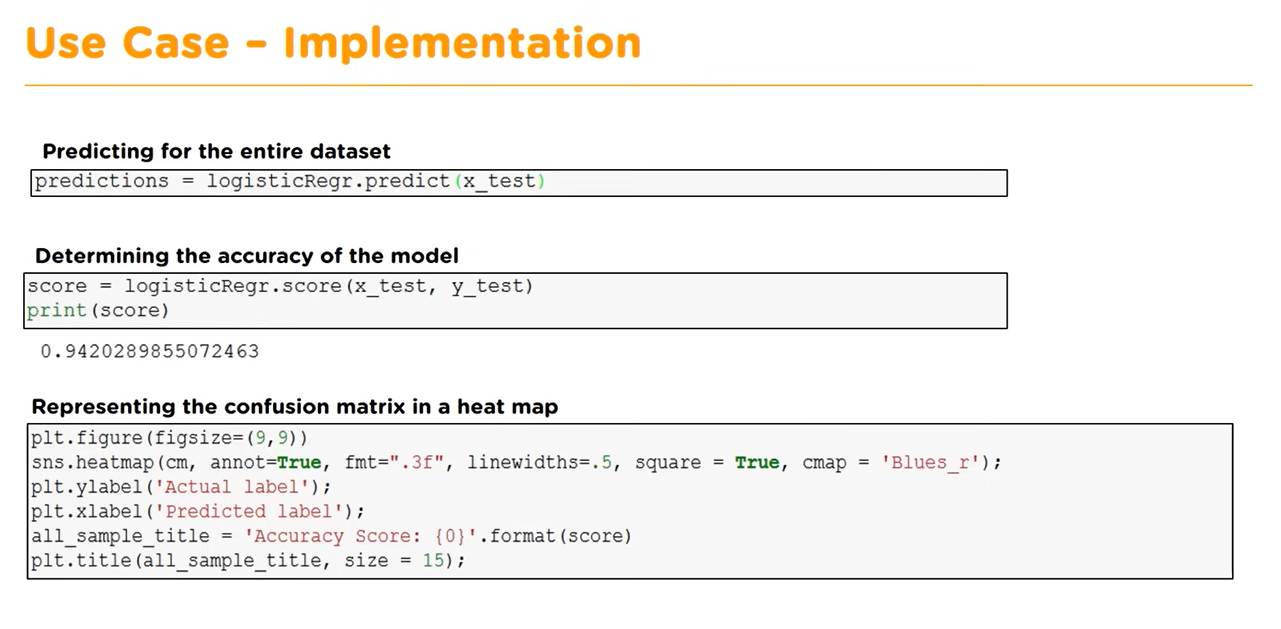 Use Case – Implementation
Predicting for the entire dataset
predictions = logisticRegr.predict(x_test)
Determining the accuracy of the model
score = logisticRegr.score(x_test, y_test)
print(score)
0.9420289855072463
Representing the confusion matrix in a heat map
plt.figure(figsize=(9,9))
sns.heatmap(cm, annot=True, fmt=".3f", linewidths=.5, square = True, cmap = 'Blues_r');
plt.ylabel('Actual label');
plt.xlabel('Predicted label');
all_sample_title = 'Accuracy Score: {0}'.format(score)
plt.title(all_sample_title, size = 15);